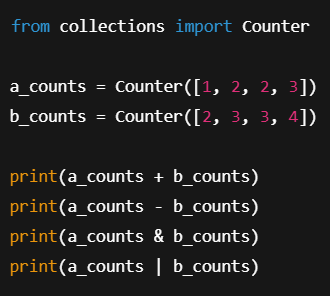 from collections import Counter
a_counts = Counter([1, 2, 2, 3])
b_counts = Counter([2, 3, 3, 4])
print(a_counts + b_counts)
print(a_counts - b_counts)
print(a_counts & b_counts)
print(a_counts | b_counts)